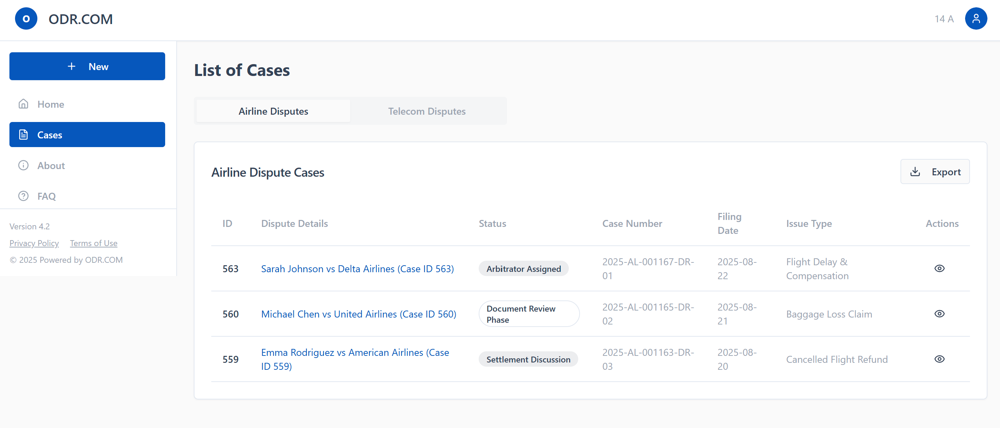 O ODR.COM 14 A
New
Home
Cases
About
FAQ
Version 4.2
Privacy Policy Terms of Use
© 2025 Powered by ODR.COM
List of Cases
Airline Disputes Telecom Disputes
Airline Dispute Cases Export
ID Dispute Details Status Case Number Filing Date Issue Type Actions
563 Sarah Johnson vs Delta Airlines (Case ID 563) Arbitrator Assigned 2025-AL-001167-DR-01 2025-08-22 Flight Delay & Compensation
560 Michael Chen vs United Airlines (Case ID 560) Document Review Phase 2025-AL-001165-DR-02 2025-08-21 Baggage Loss Claim
559 Emma Rodriguez vs American Airlines (Case ID 559) Settlement Discussion 2025-AL-001163-DR-03 2025-08-20 Cancelled Flight Refund